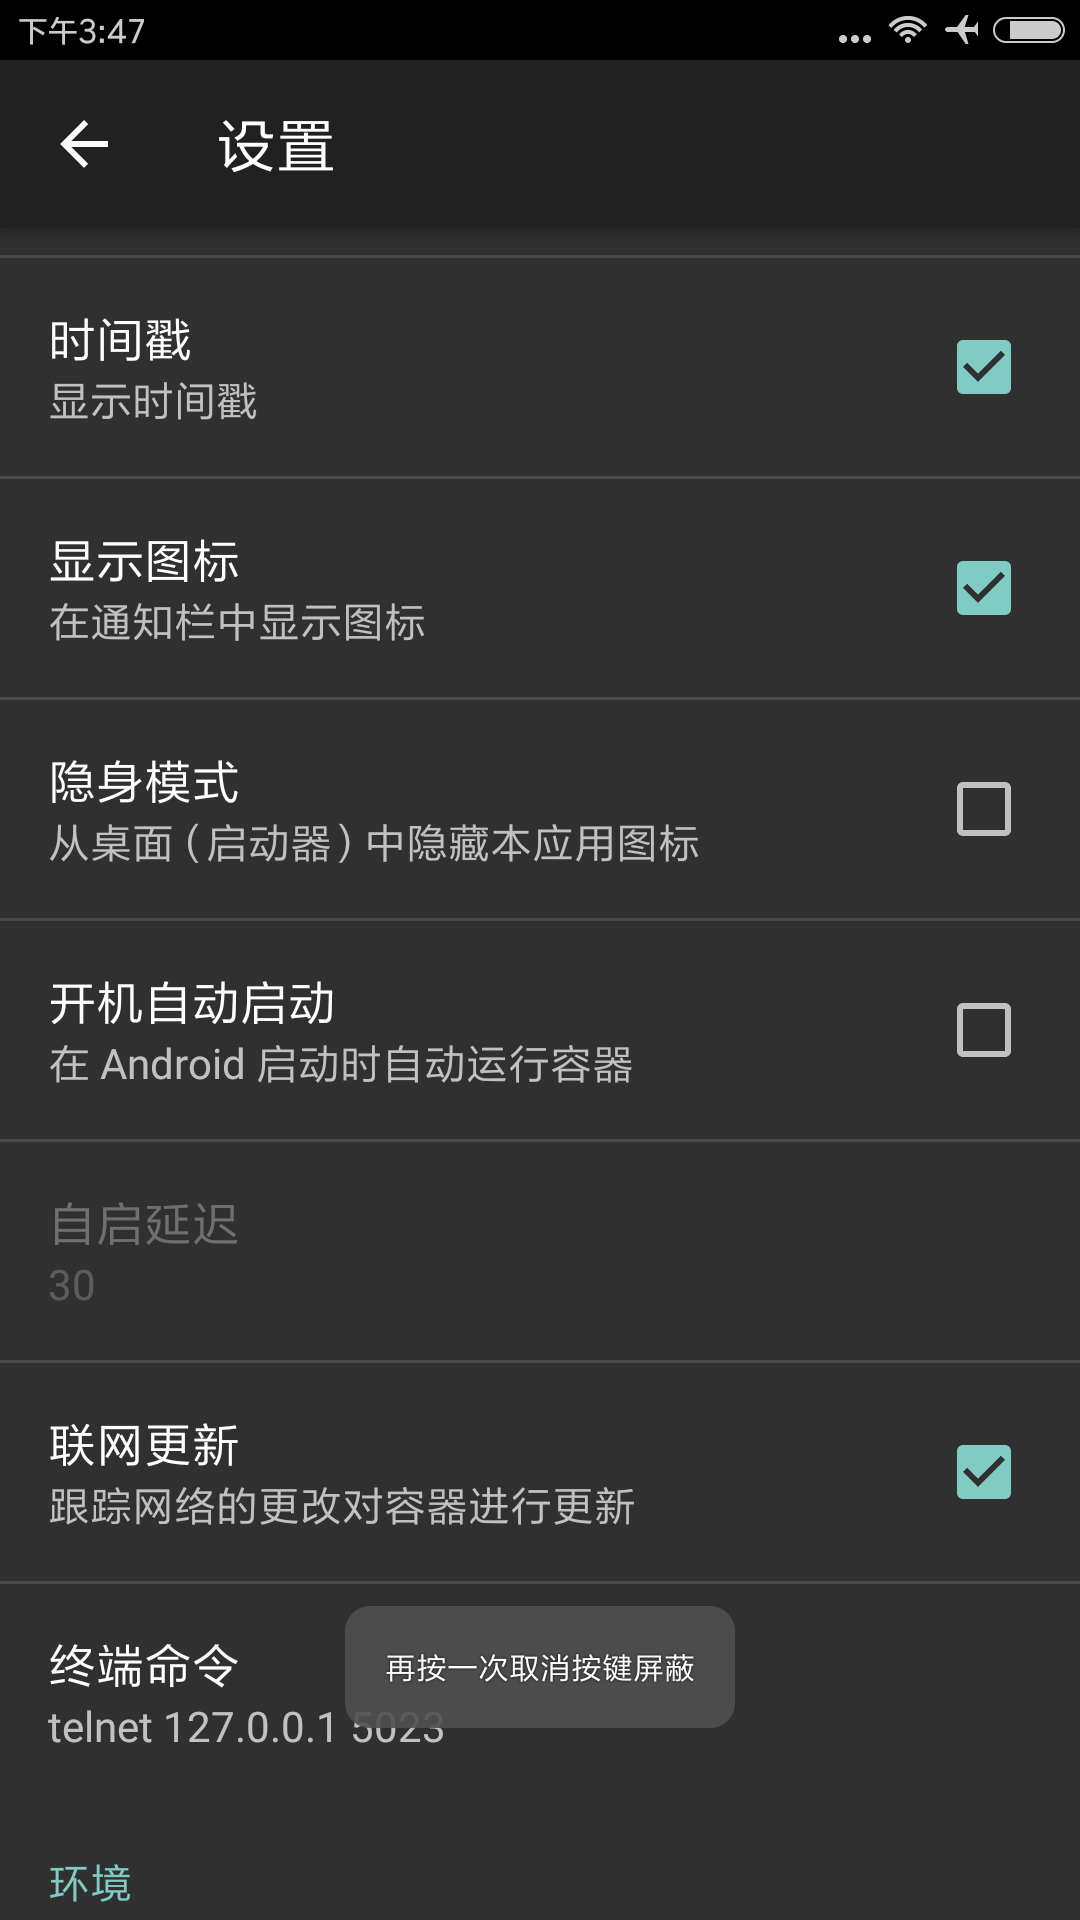 下午3:47
设置
时间戳
显示时间戳
显示图标
在通知栏中显示图标
隐身模式
从桌面（启动器）中隐藏本应用图标
开机自动启动
在 Android 启动时自动运行容器
自启延迟
30
联网更新
跟踪网络的更改对容器进行更新
终端命令
telnet 127.0.0.1 5023
再按一次取消按键屏蔽
环境